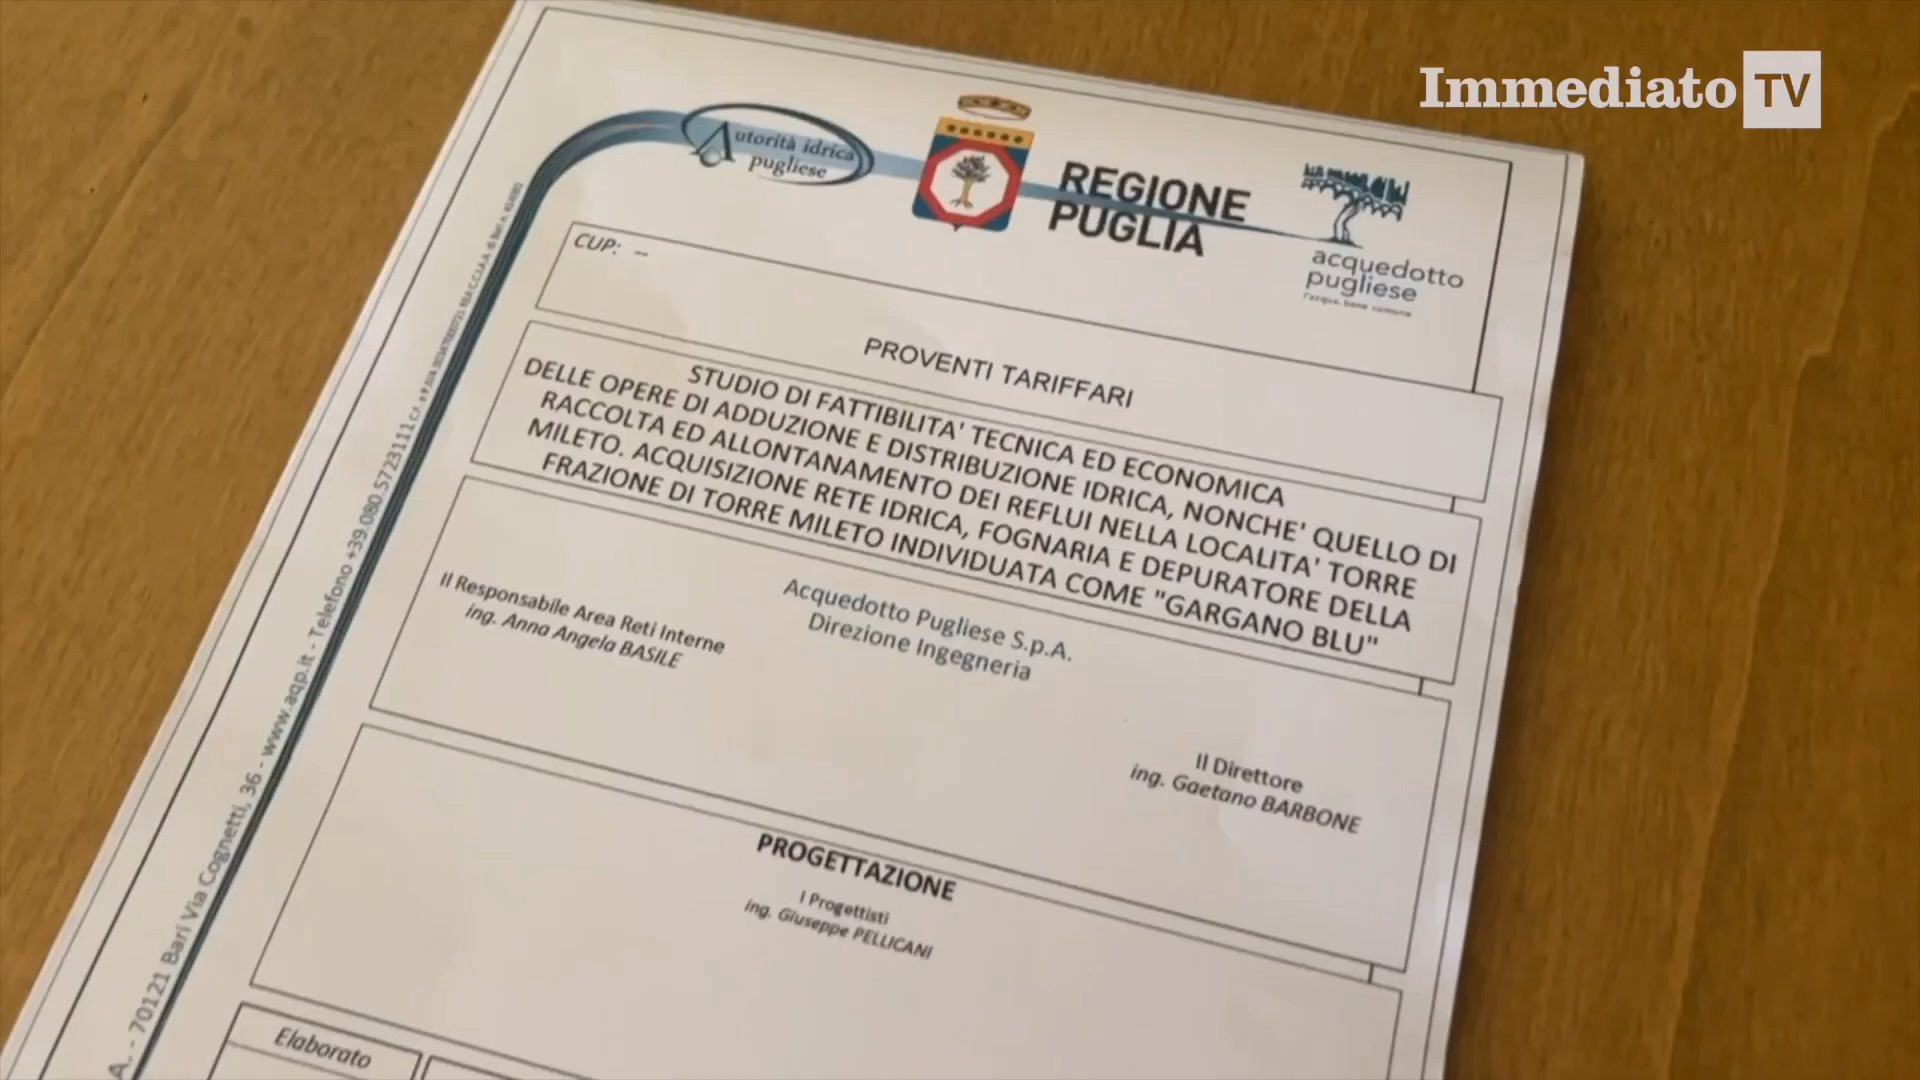 Immediato TV
Autorità idrica
pugliese
REGIONE
PUGLIA
acquedotto
pugliese
l'acqua, bene comune
CUP: --
PROVENTI TARIFFARI
STUDIO DI FATTIBILITA' TECNICA ED ECONOMICA
DELLE OPERE DI ADDUZIONE E DISTRIBUZIONE IDRICA, NONCHE' QUELLO DI
RACCOLTA ED ALLONTANAMENTO DEI REFLUI NELLA LOCALITA' TORRE
MILETO. ACQUISIZIONE RETE IDRICA, FOGNARIA E DEPURATORE DELLA
FRAZIONE DI TORRE MILETO INDIVIDUATA COME "GARGANO BLU"
Acquedotto Pugliese S.p.A.
Direzione Ingegneria
Il Responsabile Area Reti Interne
ing. Anna Angela BASILE
Il Direttore
ing. Gaetano BARBONE
PROGETTAZIONE
I Progettisti
ing. Giuseppe PELLICANI
Elaborato
A. - 70121 Bari Via Cognetti, 36 - www.aqp.it - Telefono +39.080.5723111